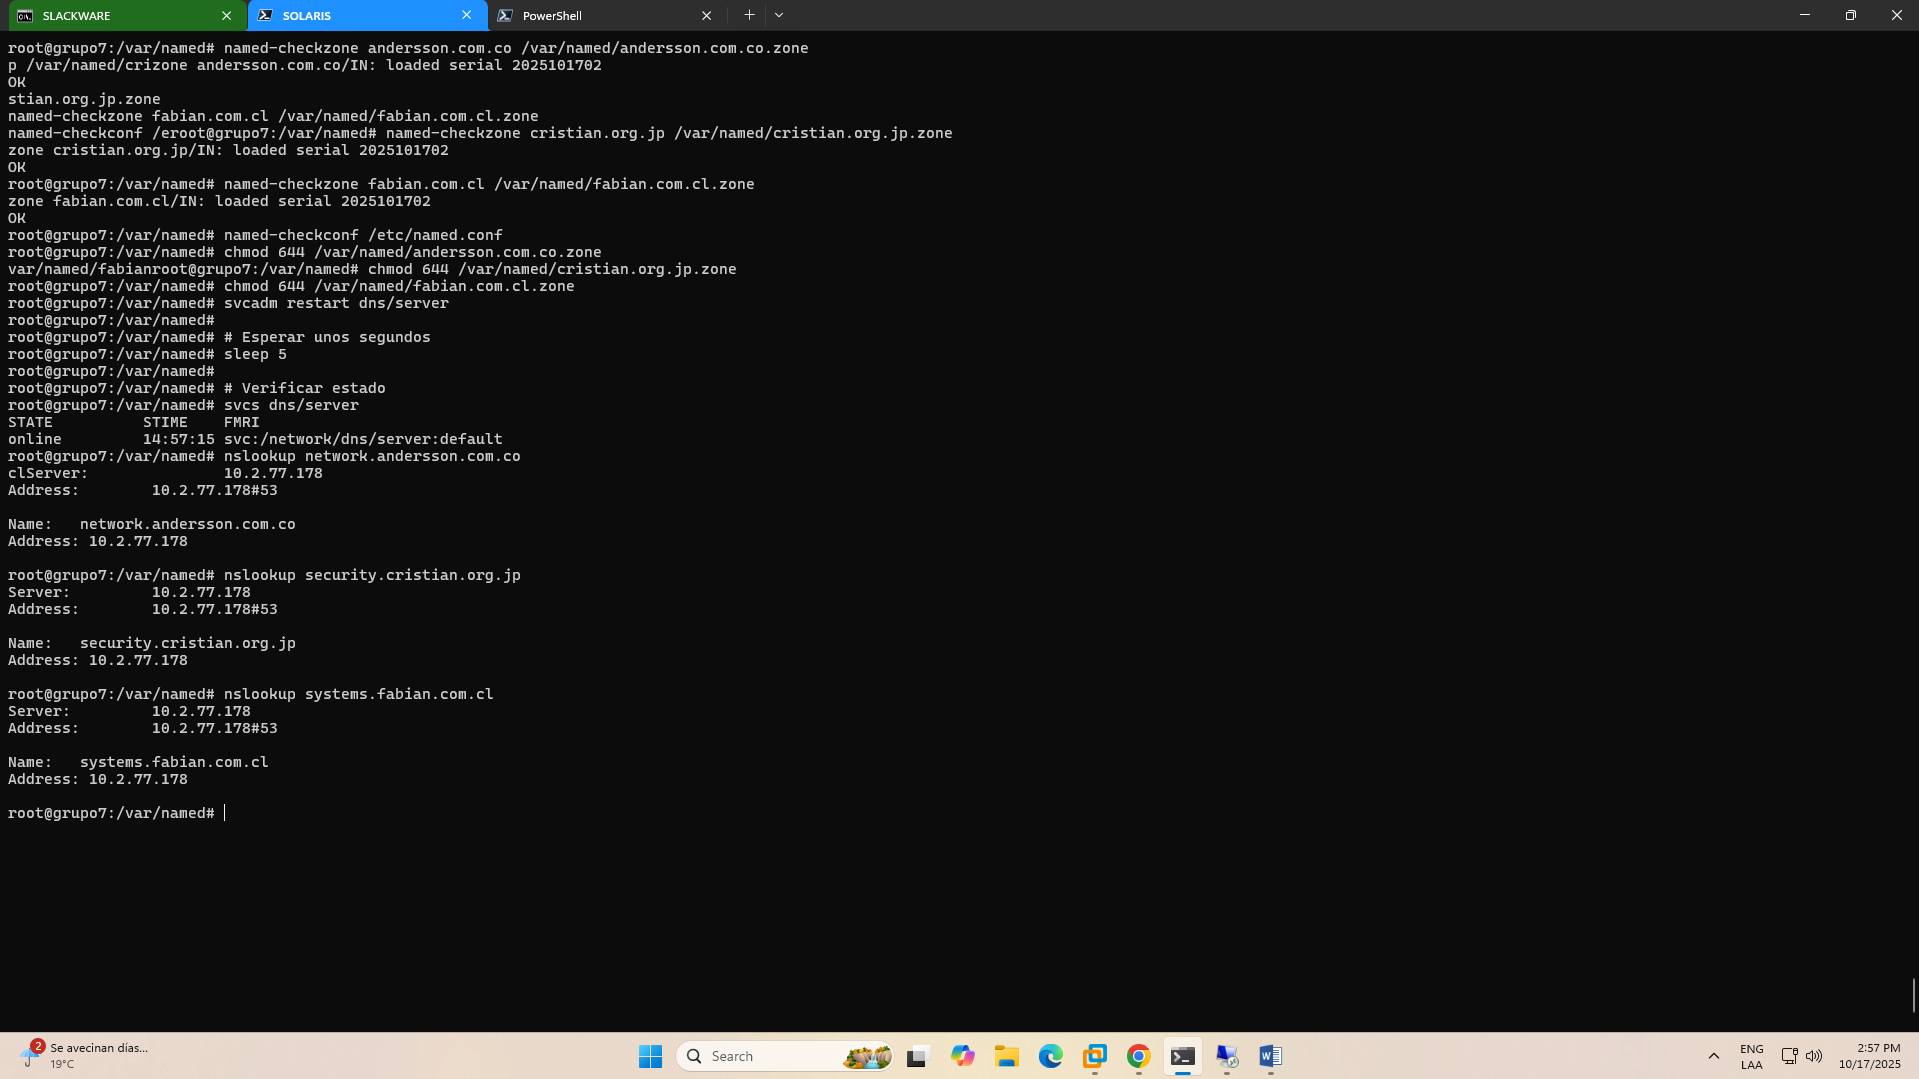 SLACKWARE
SOLARIS
PowerShell
root@grupo7:/var/named# named-checkzone andersson.com.co /var/named/andersson.com.co.zone
p /var/named/crizone andersson.com.co/IN: loaded serial 2025101702
OK
stian.org.jp.zone
named-checkzone fabian.com.cl /var/named/fabian.com.cl.zone
named-checkconf /eroot@grupo7:/var/named# named-checkzone cristian.org.jp /var/named/cristian.org.jp.zone
zone cristian.org.jp/IN: loaded serial 2025101702
OK
root@grupo7:/var/named# named-checkzone fabian.com.cl /var/named/fabian.com.cl.zone
zone fabian.com.cl/IN: loaded serial 2025101702
OK
root@grupo7:/var/named# named-checkconf /etc/named.conf
root@grupo7:/var/named# chmod 644 /var/named/andersson.com.co.zone
var/named/fabianroot@grupo7:/var/named# chmod 644 /var/named/cristian.org.jp.zone
root@grupo7:/var/named# chmod 644 /var/named/fabian.com.cl.zone
root@grupo7:/var/named# svcadm restart dns/server
root@grupo7:/var/named#
root@grupo7:/var/named# # Esperar unos segundos
root@grupo7:/var/named# sleep 5
root@grupo7:/var/named#
root@grupo7:/var/named# # Verificar estado
root@grupo7:/var/named# svcs dns/server
STATE          STIME    FMRI
online         14:57:15 svc:/network/dns/server:default
root@grupo7:/var/named# nslookup network.andersson.com.co
clServer:               10.2.77.178
Address:        10.2.77.178#53
Name:   network.andersson.com.co
Address: 10.2.77.178
root@grupo7:/var/named# nslookup security.cristian.org.jp
Server:         10.2.77.178
Address:        10.2.77.178#53
Name:   security.cristian.org.jp
Address: 10.2.77.178
root@grupo7:/var/named# nslookup systems.fabian.com.cl
Server:         10.2.77.178
Address:        10.2.77.178#53
Name:   systems.fabian.com.cl
Address: 10.2.77.178
root@grupo7:/var/named#
2
Se avecinan días...
19°C
Search
ENG
LAA
2:57 PM
10/17/2025